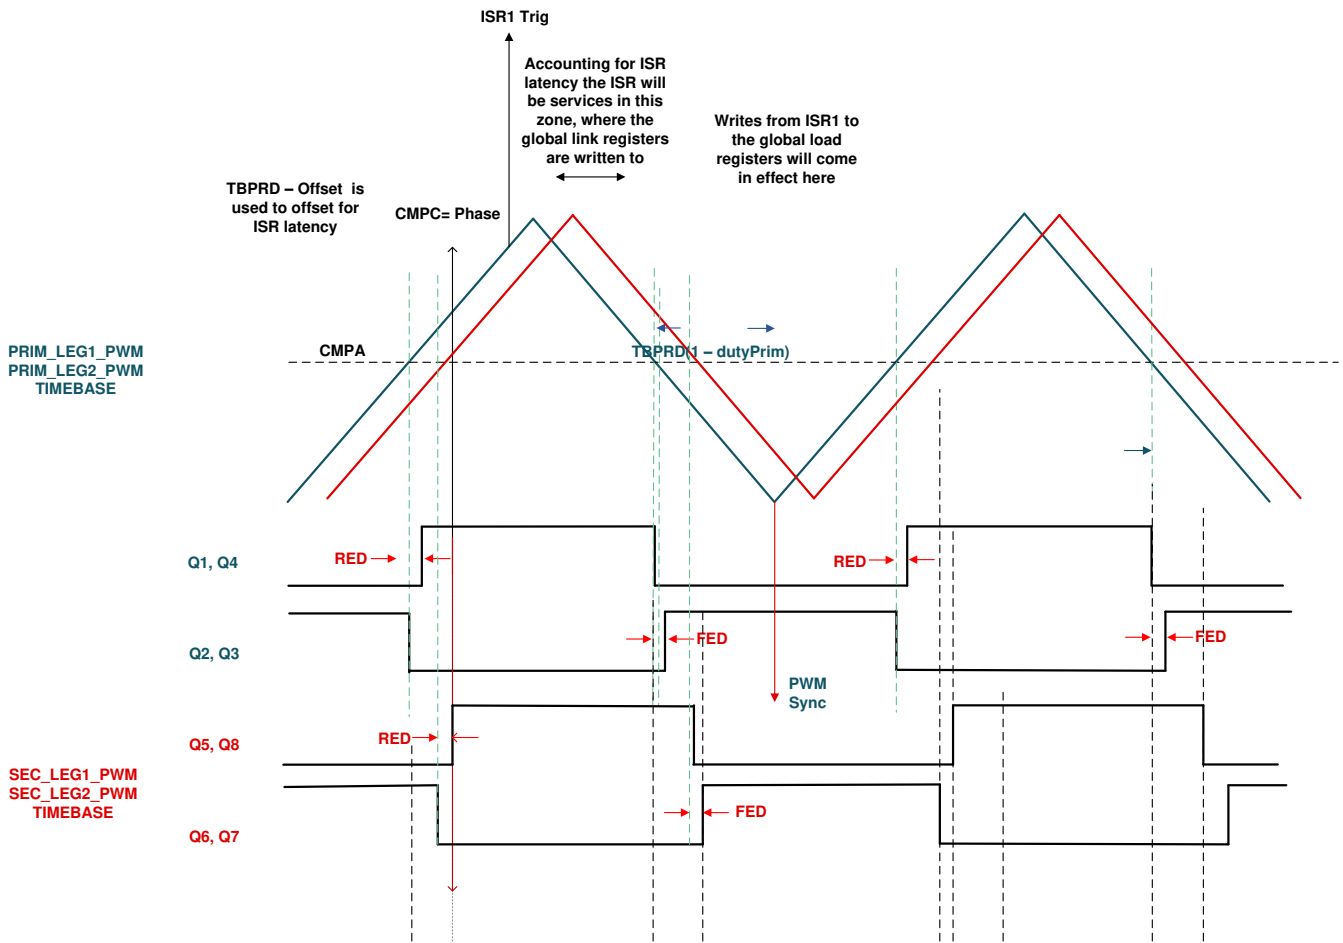 ISR1 Trig
Accounting for ISR
latency the ISR will
be services in this
zone, where the
global link registers
are written to
Writes from ISR1 to
the global load
registers will come
in effect here
TBPRD – Offset is
used to offset for
ISR latency
CMPC= Phase
PRIM_LEG1_PWM
PRIM_LEG2_PWM
TIMEBASE
CMPA
TBPRD(1 – dutyPrim)
Q1, Q4
RED
RED
Q2, Q3
FED
FED
PWM
Sync
Q5, Q8
RED
SEC_LEG1_PWM
SEC_LEG2_PWM
TIMEBASE
Q6, Q7
FED